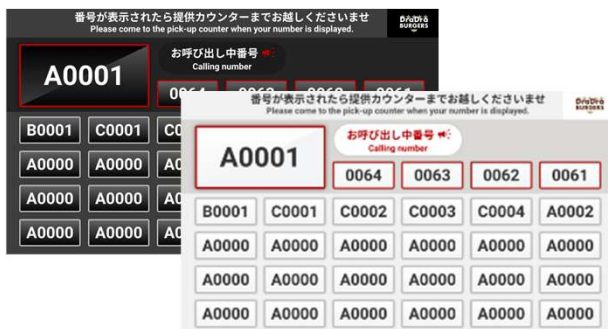 番号が表示されたら提供カウンターまでお越しくださいませ
Please come to the pick-up counter when your number is displayed.
BURGERS
A0001
お呼び出し中番号
Calling number
B0001 C0001
A0000 A0000
A0000 A0000
A0000 A0000
番号が表示されたら提供カウンターまでお越しくださいませ
Please come to the pick-up counter when your number is displayed.
BURGERS
A0001
お呼び出し中番号
Calling number
0064 0063 0062 0061
B0001 C0001 C0002 C0003 C0004 A0002
A0000 A0000 A0000 A0000 A0000 A0000
A0000 A0000 A0000 A0000 A0000 A0000
A0000 A0000 A0000 A0000 A0000 A0000